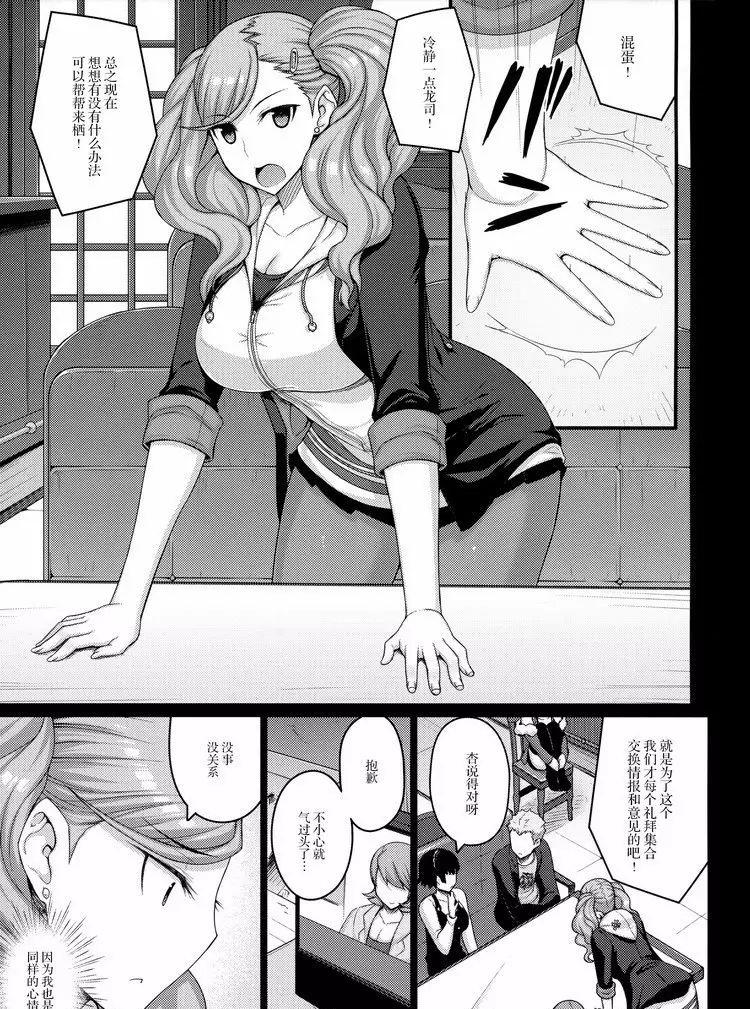 混蛋！
冷静一
点龙司！
总之现在
想想有没有什么办法
可以帮帮来栖！
就是为了这个
我们才每个礼拜集合
交换情报和意见的吧！
杏说得对呀
抱歉
不小心就
气过头了…
没事
没关系
因为我也是
同样的心情